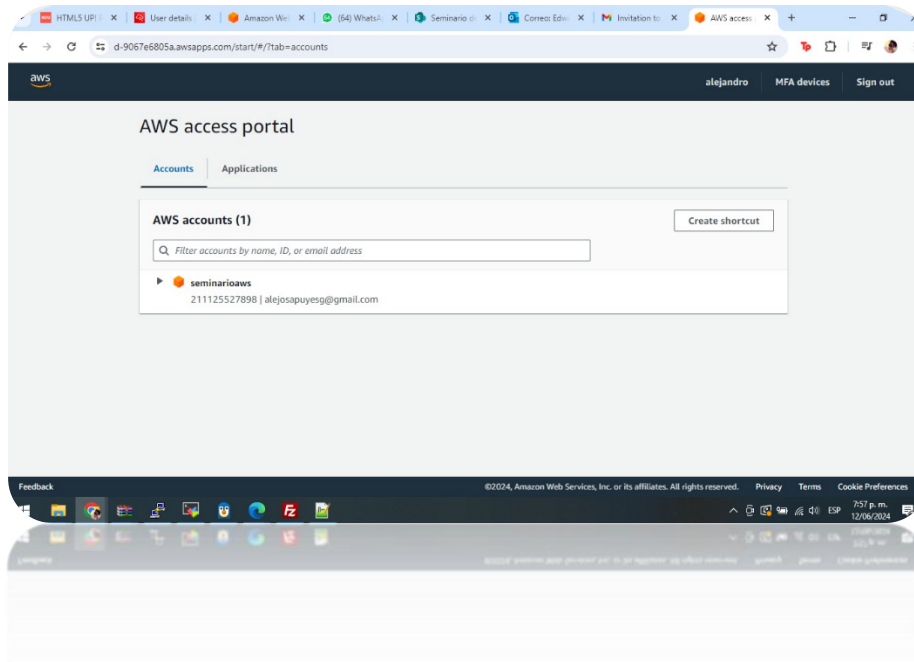 HTML5 UP!
User details
Amazon We
(64) WhatsA
Seminario d
Correo: Edw
Invitation to
AWS access
d-9067e6805a.awsapps.com/start/#/?tab=accounts
aws
alejandro
MFA devices
Sign out
AWS access portal
Accounts
Applications
AWS accounts (1)
Create shortcut
Filter accounts by name, ID, or email address
seminarioaws
211125527898 | alejosapuyesg@gmail.com
Feedback
©2024, Amazon Web Services, Inc. or its affiliates. All rights reserved.
Privacy
Terms
Cookie Preferences
ESP
7:57 p. m.
12/06/2024